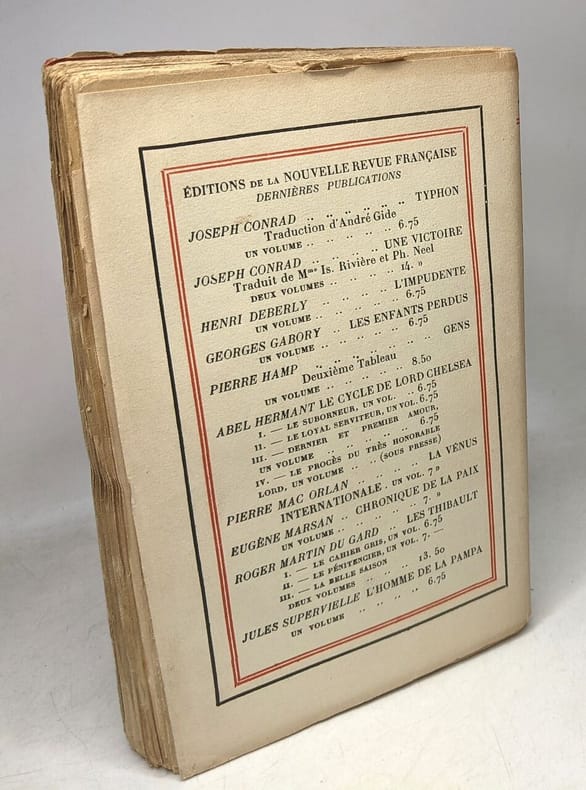 ÉDITIONS DE LA NOUVELLE REVUE FRANÇAISE
DERNIÈRES PUBLICATIONS
JOSEPH CONRAD .. .. .. .. .. .. TYPHON
Traduction d'André Gide
UN VOLUME .. .. .. .. .. 6.75
JOSEPH CONRAD .. .. .. .. UNE VICTOIRE
Traduit de Mme Is. Rivière et Ph. Neel
DEUX VOLUMES .. .. .. .. 14. »
HENRI DEBERLY .. .. .. .. L'IMPUDENTE
UN VOLUME .. .. .. .. .. 6.75
GEORGES GABORY .. LES ENFANTS PERDUS
UN VOLUME .. .. .. .. .. 6.75
PIERRE HAMP .. .. .. .. .. .. GENS
Deuxième Tableau
UN VOLUME .. .. .. .. .. 8.50
ABEL HERMANT LE CYCLE DE LORD CHELSEA
I. — LE SUBORNEUR, UN VOL. .. 6.75
II. — LE LOYAL SERVITEUR, UN VOL. 6.75
III. — DERNIER ET PREMIER AMOUR,
UN VOLUME .. .. .. .. .. 6.75
IV. — LE PROCÈS DU TRÈS HONORABLE
LORD, UN VOLUME .. .. (SOUS PRESSE)
PIERRE MAC ORLAN .. .. .. .. LA VÉNUS
INTERNATIONALE . UN VOL. 7 »
EUGÈNE MARSAN .. CHRONIQUE DE LA PAIX
UN VOLUME .. .. .. .. .. 7. »
ROGER MARTIN DU GARD .. LES THIBAULT
I. — LE CAHIER GRIS, UN VOL. 6.75
II. — LE PÉNITENCIER, UN VOL. 7. —
III. — LA BELLE SAISON
DEUX VOLUMES .. .. .. .. 13.50
JULES SUPERVIELLE L'HOMME DE LA PAMPA
UN VOLUME .. .. .. .. 6.75